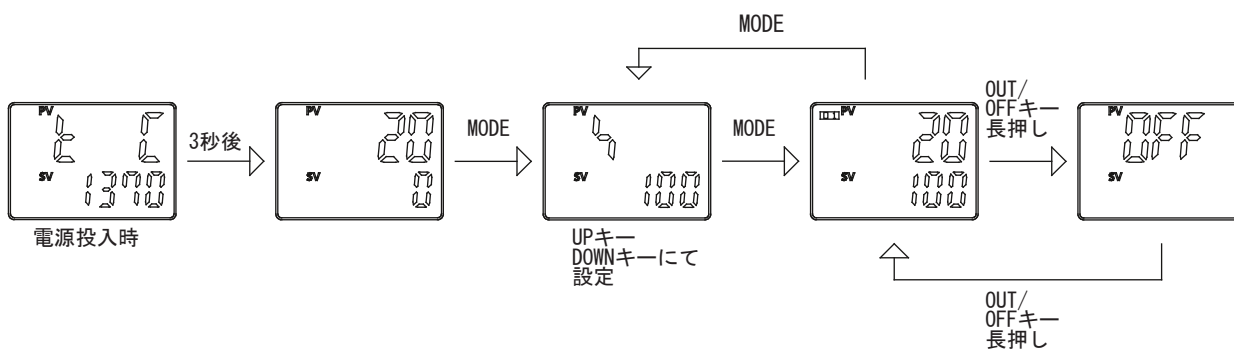 MODE
PV
t C
SV
1370
電源投入時
3秒後
PV
20
SV
0
MODE
PV
SV
100
UPキー
DOWNキーにて
設定
MODE
PV
20
SV
100
OUT/
OFFキー
長押し
PV
OFF
SV
OUT/
OFFキー
長押し